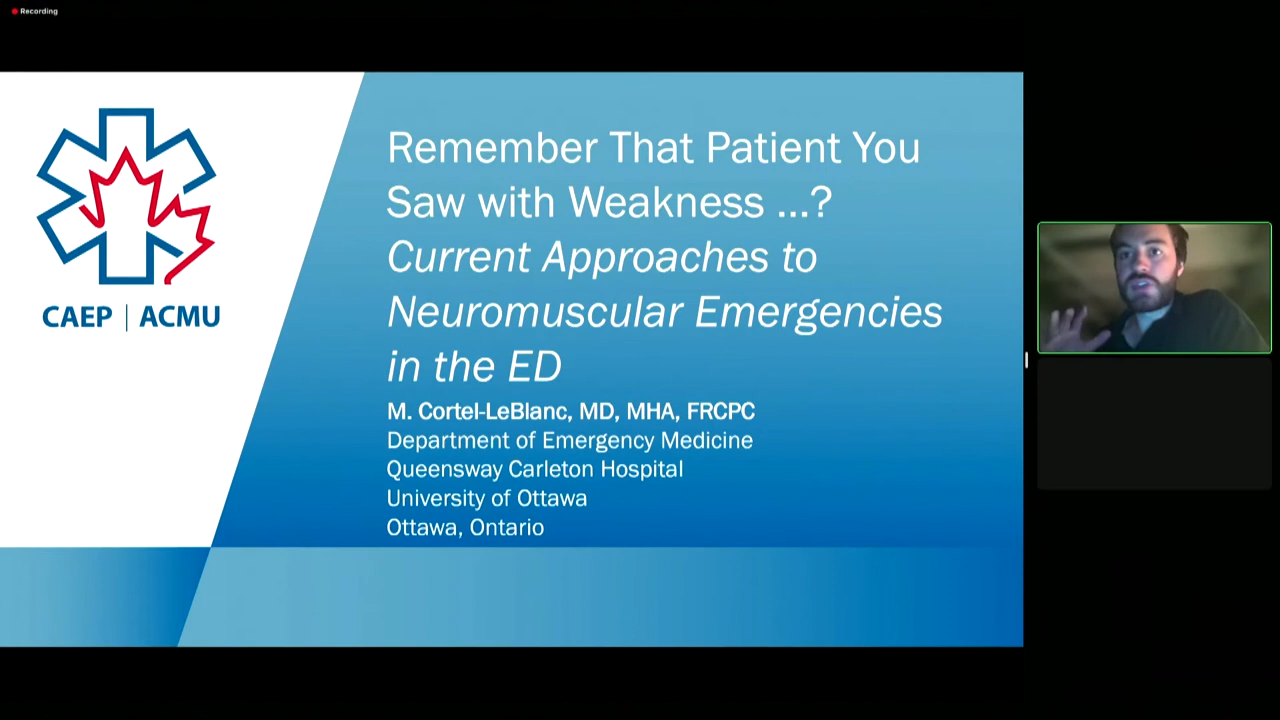 Recording
CAEP | ACMU
Remember That Patient You
Saw with Weakness ...?
Current Approaches to
Neuromuscular Emergencies
in the ED
M. Cortel-LeBlanc, MD, MHA, FRCPC
Department of Emergency Medicine
Queensway Carleton Hospital
University of Ottawa
Ottawa, Ontario